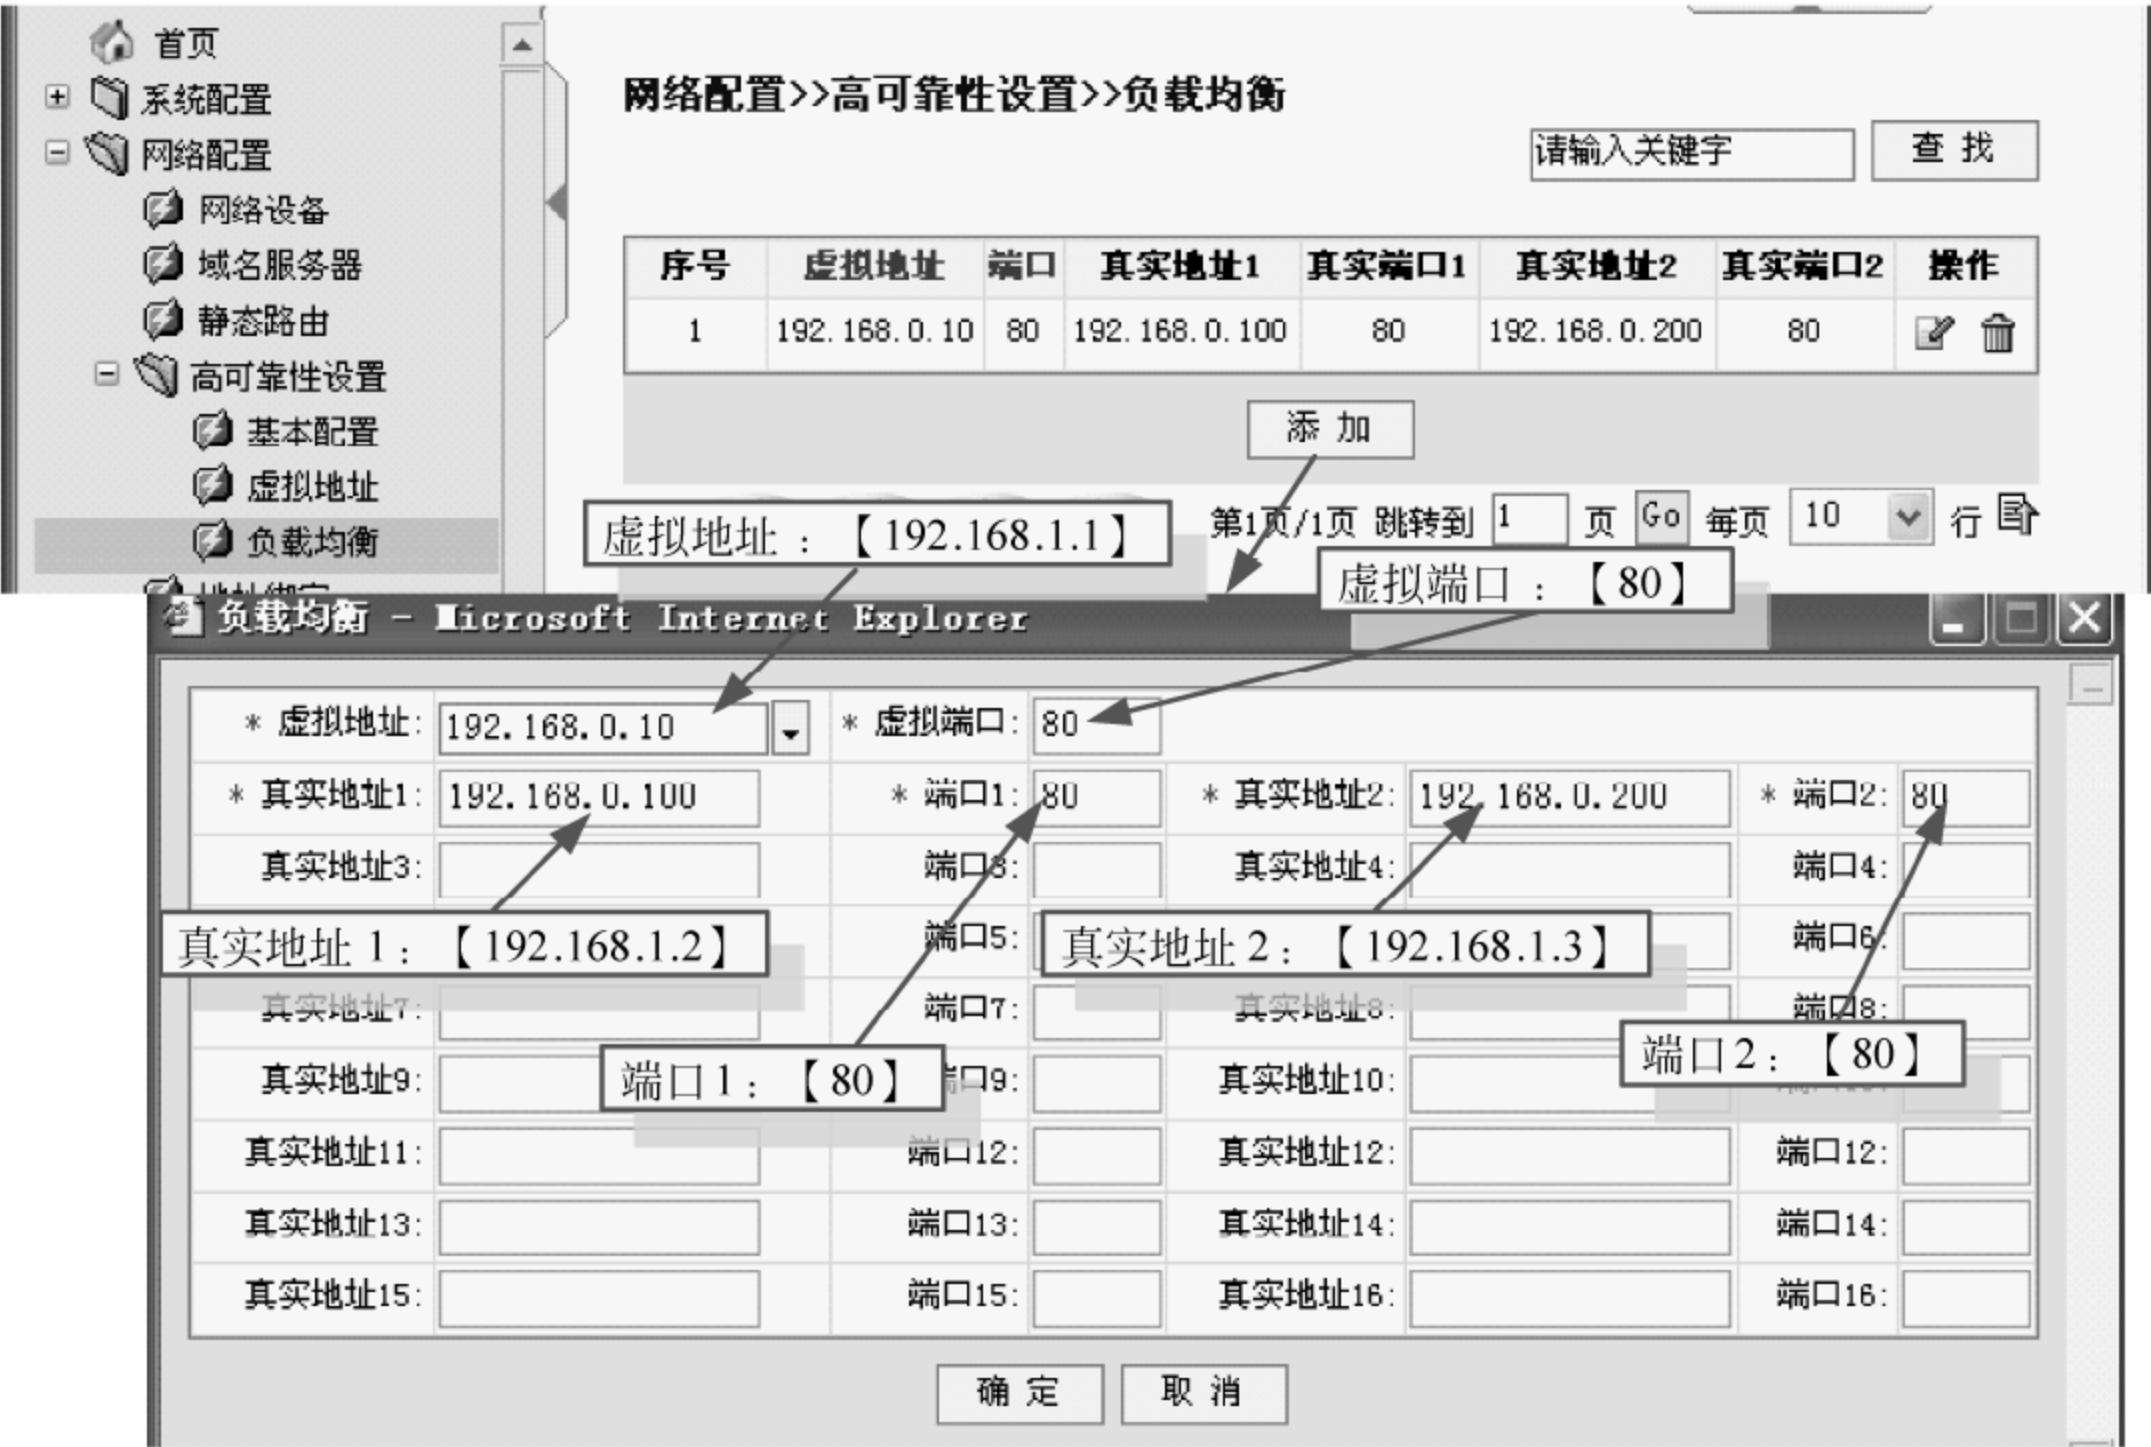 首页
系统配置
网络配置
网络设备
域名服务器
静态路由
高可靠性设置
基本配置
虚拟地址
负载均衡
网络配置>>高可靠性设置>>负载均衡
请输入关键字 查 找
序号 虚拟地址 端口 真实地址1 真实端口1 真实地址2 真实端口2 操作
1 192.168.0.10 80 192.168.0.100 80 192.168.0.200 80
添 加
第1页/1页 跳转到 1 页 Go 每页 10 行
虚拟地址：【192.168.1.1】
虚拟端口：【80】
负载均衡 - Microsoft Internet Explorer
* 虚拟地址: 192.168.0.10 * 虚拟端口: 80
* 真实地址1: 192.168.0.100 * 端口1: 80 * 真实地址2: 192.168.0.200 * 端口2: 80
真实地址3: 端口3: 真实地址4: 端口4:
真实地址1：【192.168.1.2】 端口5: 真实地址2：【192.168.1.3】 端口6:
真实地址7: 端口7: 真实地址8: 端口8:
端口1：【80】 端口2：【80】
真实地址9: 口9: 真实地址10:
真实地址11: 端口12: 真实地址12: 端口12:
真实地址13: 端口13: 真实地址14: 端口14:
真实地址15: 端口15: 真实地址16: 端口16:
确 定 取 消